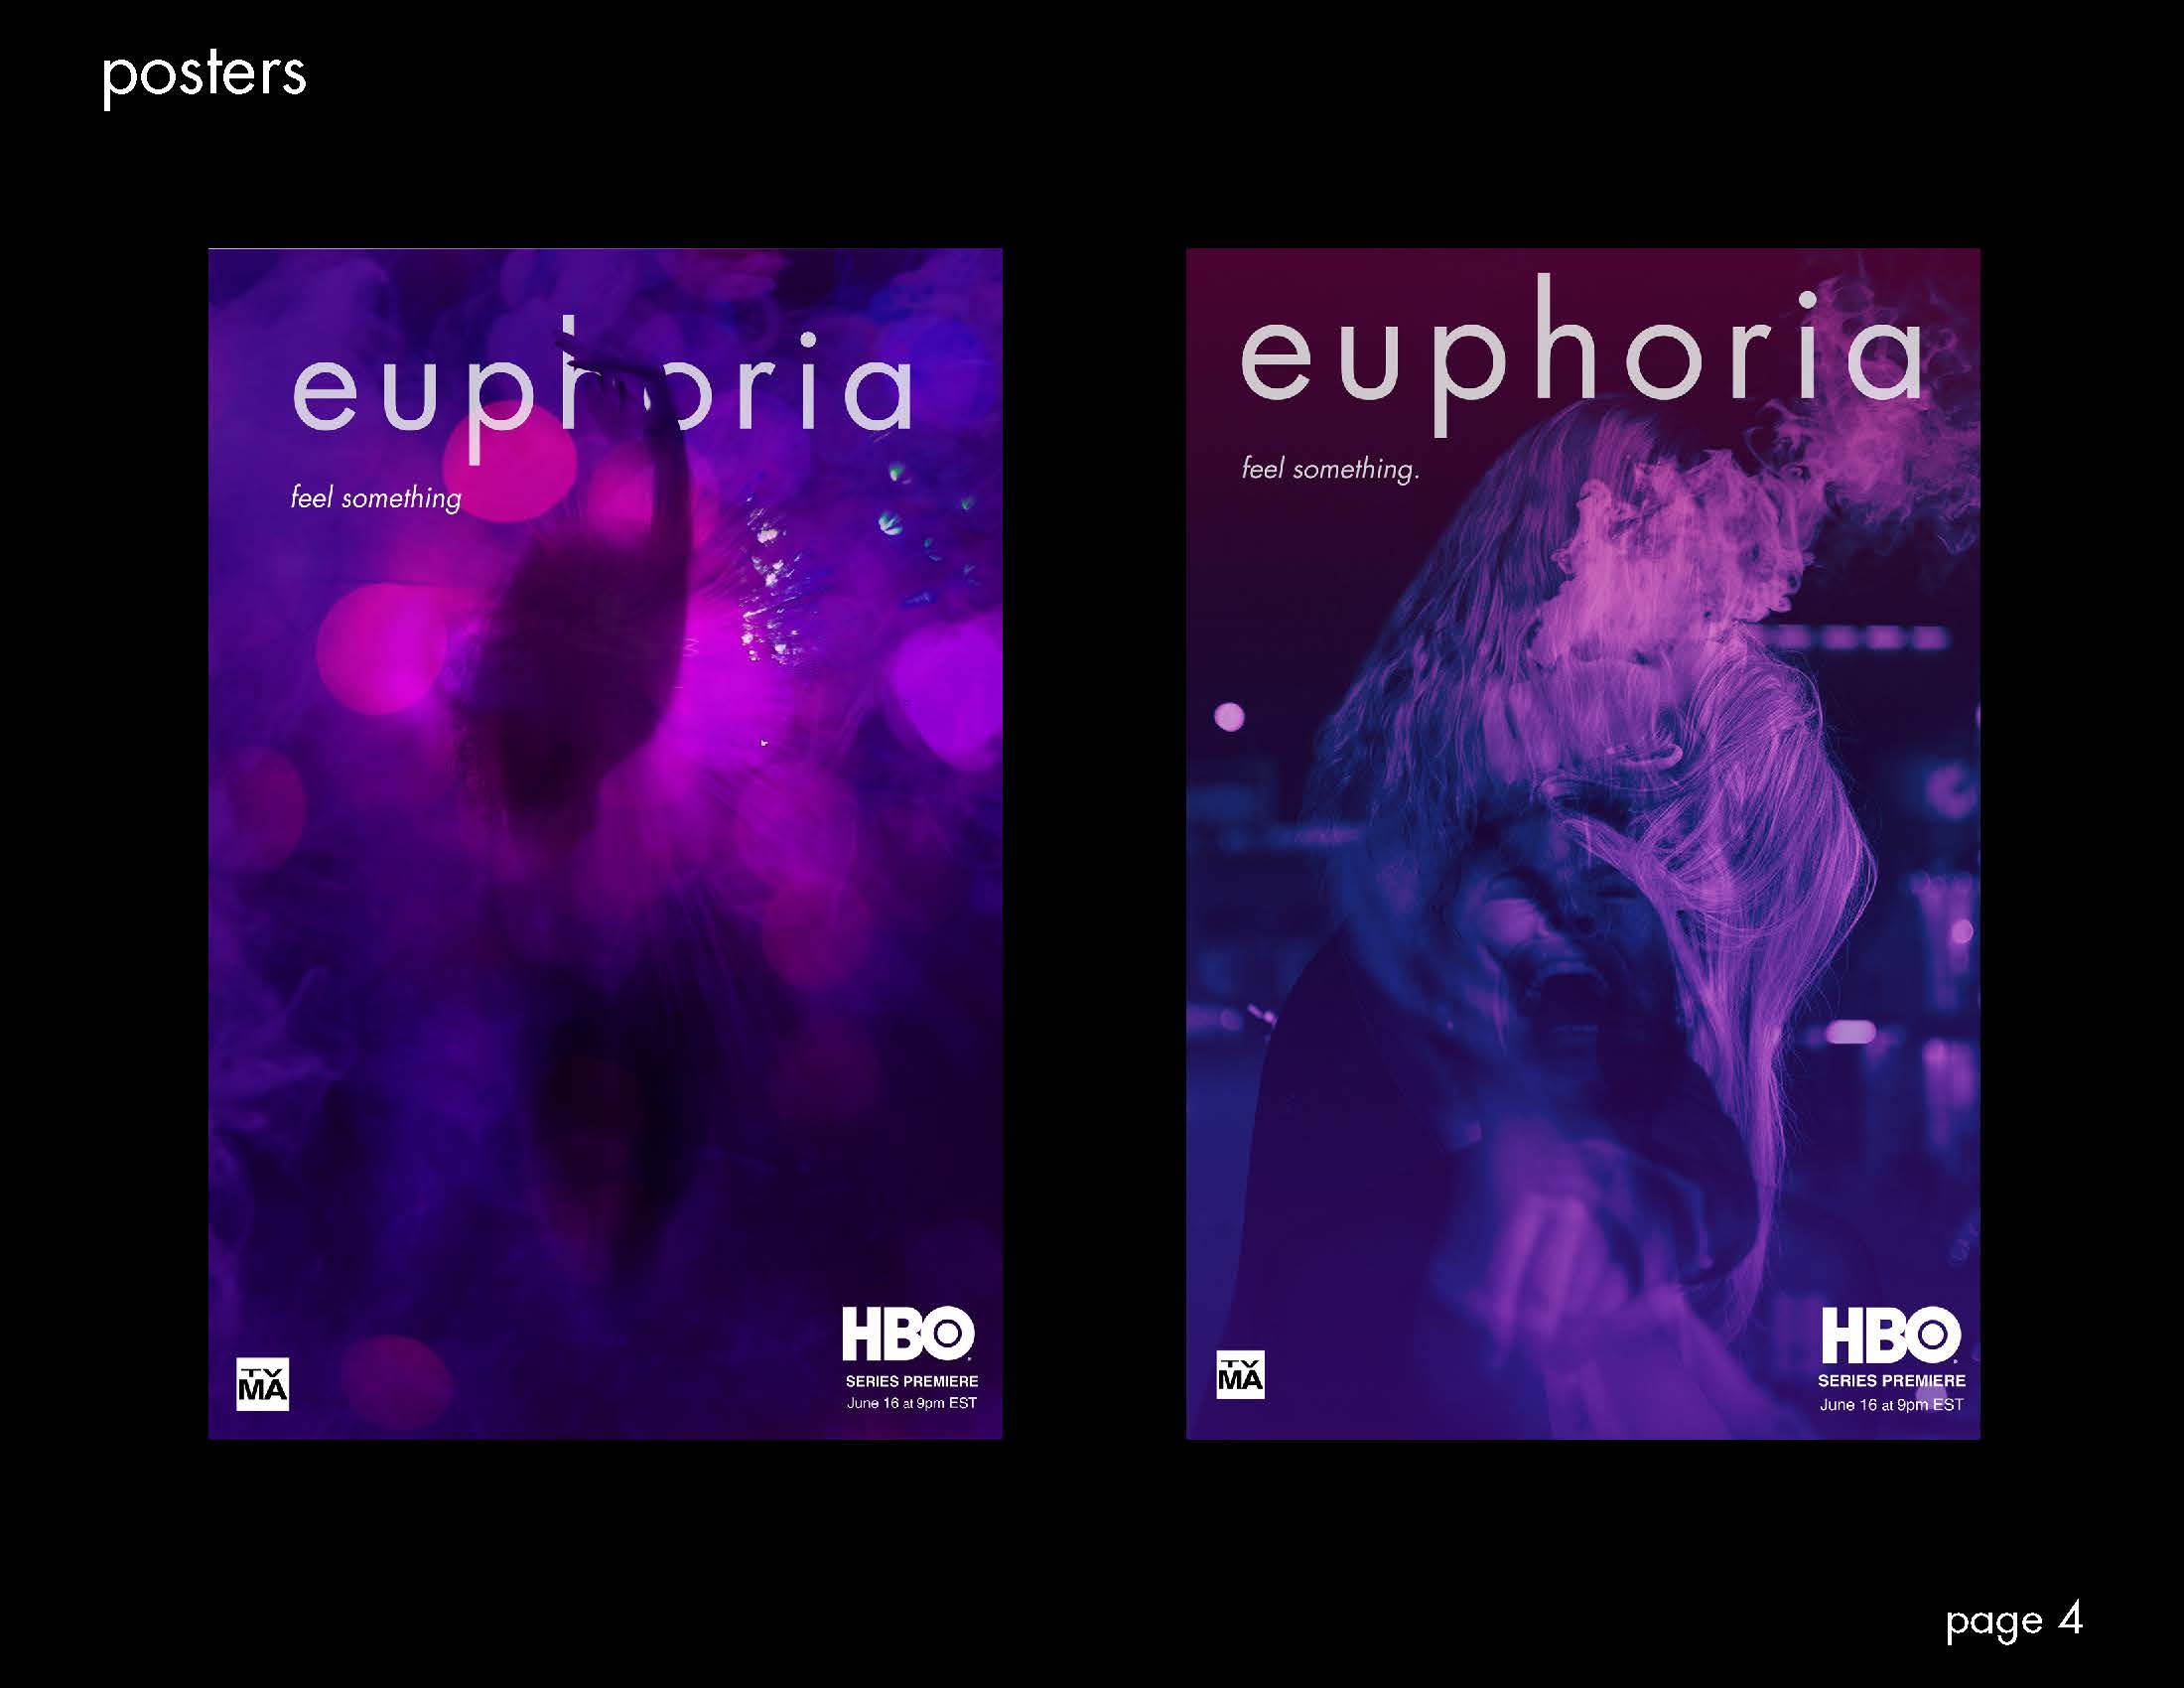 posters
euphoria
feel something
TV
MA
HBO
SERIES PREMIERE
June 16 at 9pm EST
euphoria
feel something.
TV
MA
HBO
SERIES PREMIERE
June 16 at 9pm EST
page 4